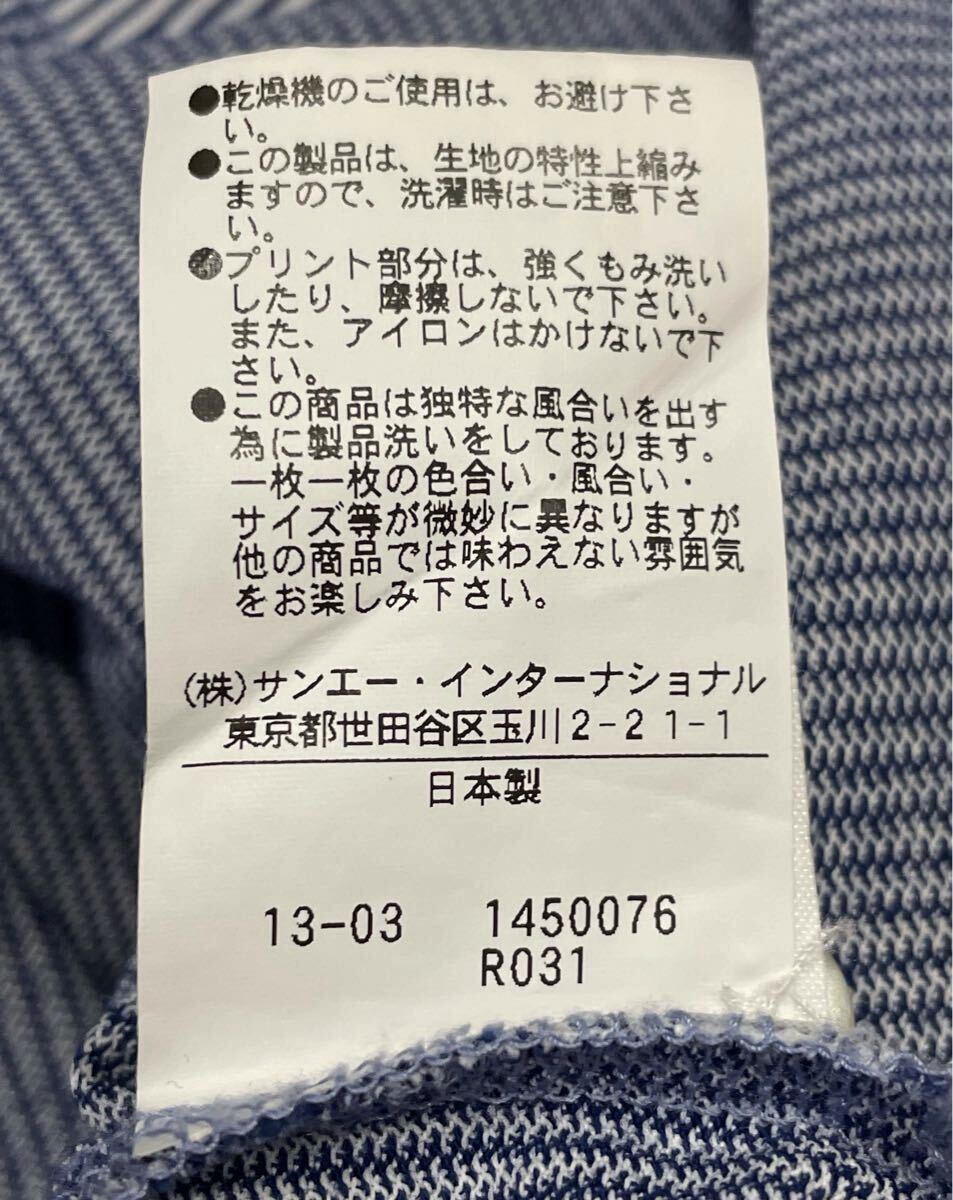 ●乾燥機のご使用は、お避け下さ
い。
●この製品は、生地の特性上縮み
ますので、洗濯時はご注意下さ
い。
●プリント部分は、強くもみ洗い
したり、摩擦しないで下さい。
また、アイロンはかけないで下
さい。
●この商品は独特な風合いを出す
為に製品洗いをしております。
一枚一枚の色合い・風合い・
サイズ等が微妙に異なりますが
他の商品では味わえない雰囲気
をお楽しみ下さい。
(株)サンエー・インターナショナル
東京都世田谷区玉川2-21-1
日本製
13-03 1450076
R031